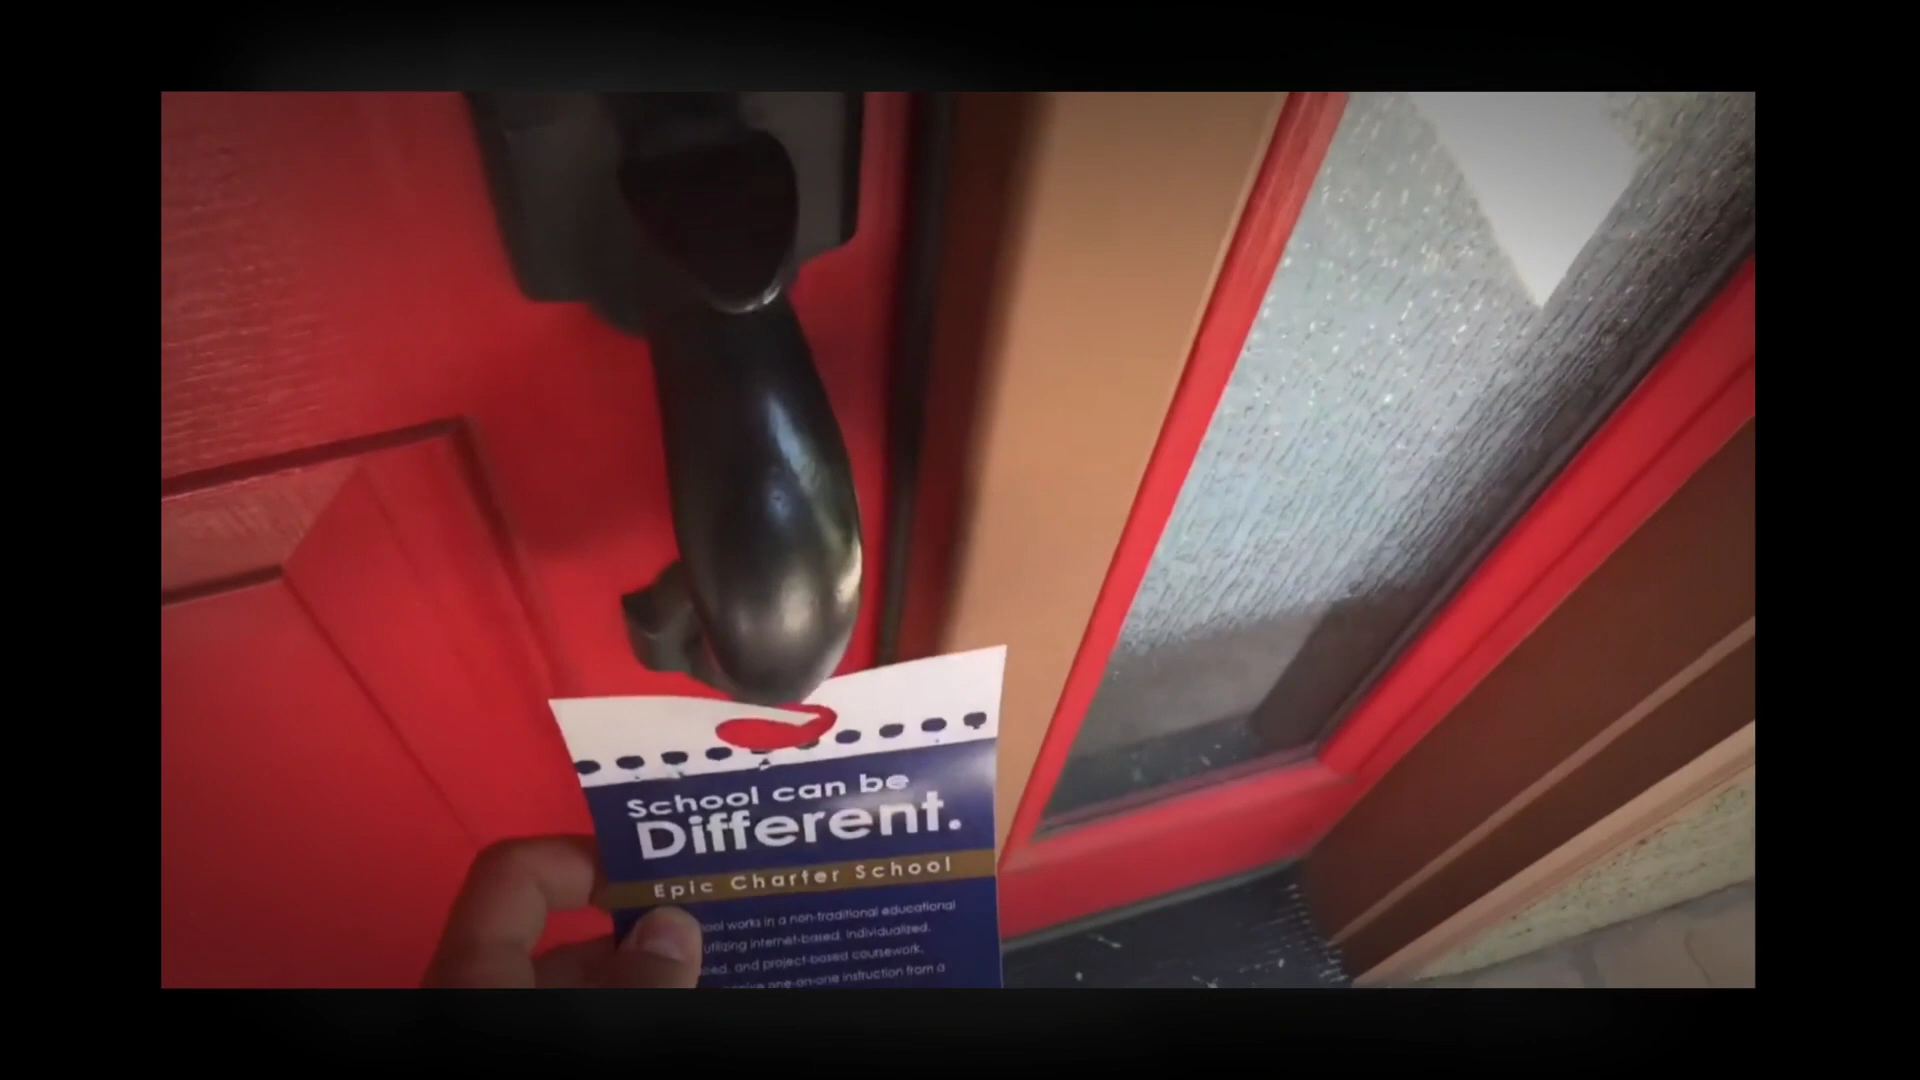 School can be
Different.
Epic Charter School
works in a non-traditional educational
utilizing internet-based, individualized,
and project-based coursework,
one-on-one instruction from a